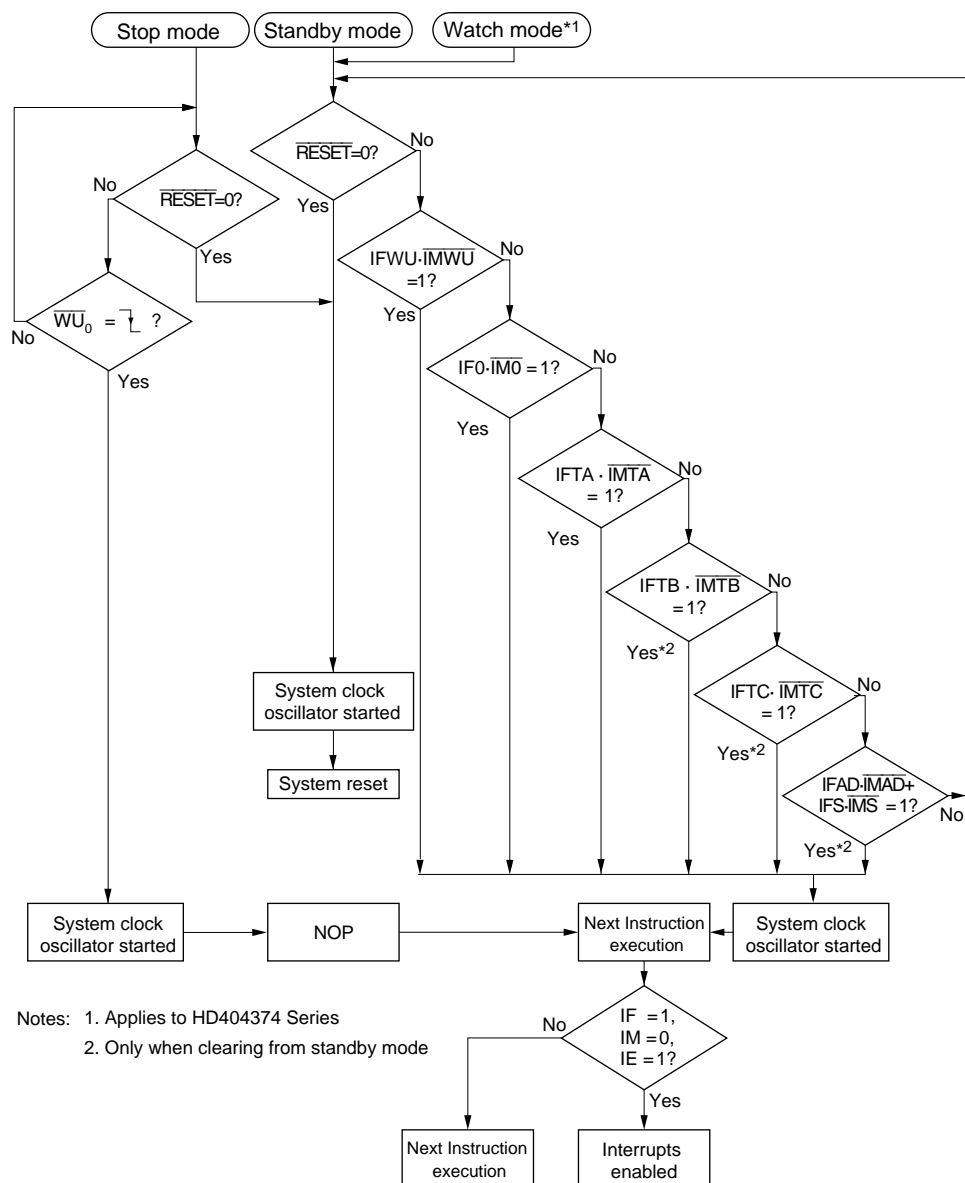 Stop mode
Standby mode
Watch mode*1
RESET=0?
No
Yes
RESET=0?
No
Yes
IFWU·IMWU
=1?
No
Yes
WU0 = ?
No
Yes
IF0·IM0 = 1?
No
Yes
IFTA · IMTA
= 1?
No
Yes
IFTB · IMTB
= 1?
No
Yes*2
IFTC· IMTC
= 1?
No
Yes*2
IFAD·IMAD+
IFS·IMS = 1?
No
Yes*2
System clock
oscillator started
System reset
System clock
oscillator started
NOP
Next Instruction
execution
System clock
oscillator started
IF = 1,
IM = 0,
IE = 1?
No
Yes
Next Instruction
execution
Interrupts
enabled
Notes: 1. Applies to HD404374 Series
2. Only when clearing from standby mode